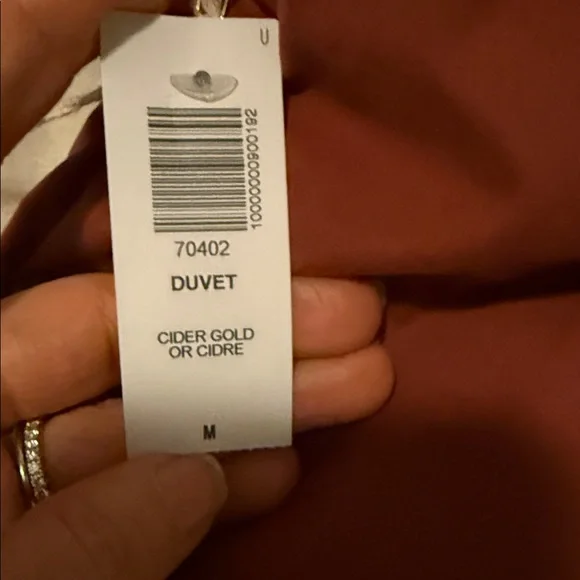 U
10000000900192
70402
DUVET
CIDER GOLD
OR CIDRE
M